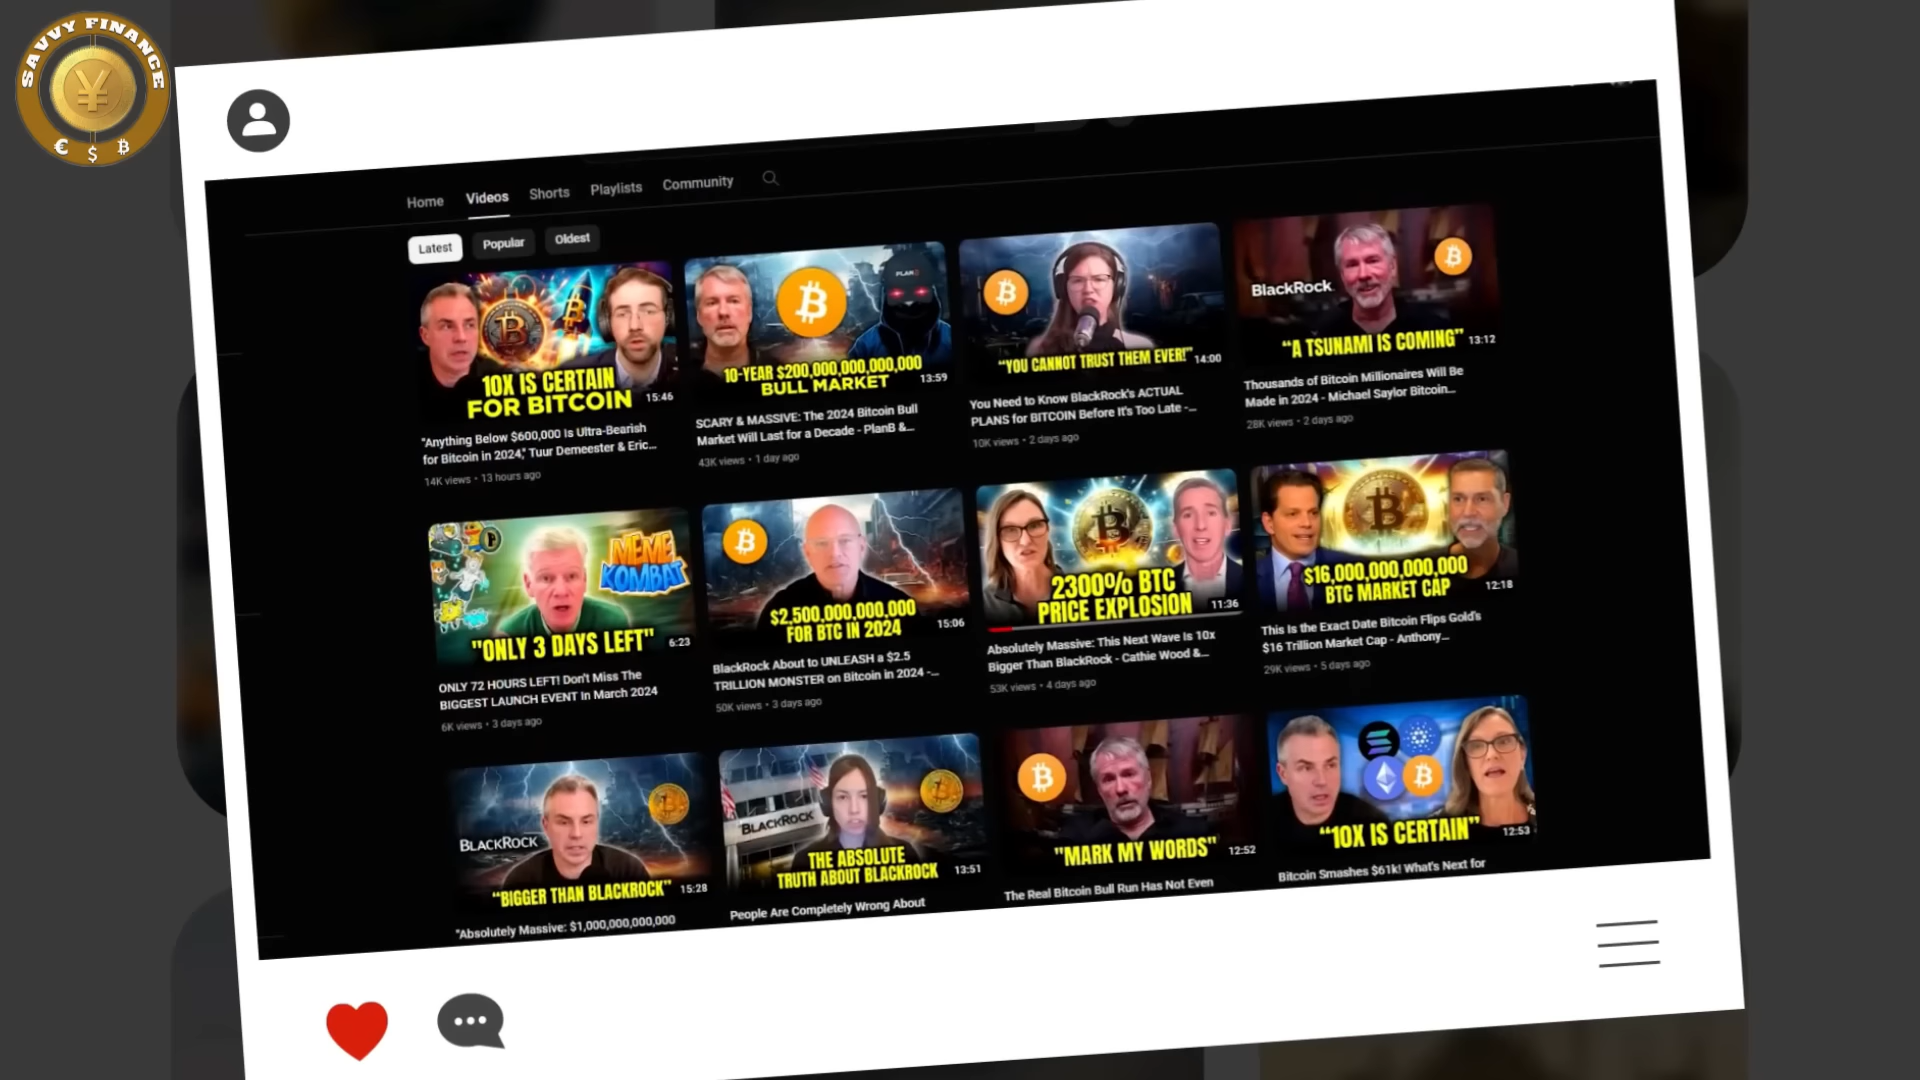 SAVVY FINANCE
¥
€ $ ₿
Home Videos Shorts Playlists Community
Latest Popular Oldest
10X IS CERTAIN
FOR BITCOIN
15:46
"Anything Below $600,000 Is Ultra-Bearish
for Bitcoin in 2024," Tuur Demeester & Eric...
14K views • 13 hours ago
PLAN
10-YEAR $200,000,000,000,000
BULL MARKET
13:59
SCARY & MASSIVE: The 2024 Bitcoin Bull
Market Will Last for a Decade - PlanB &...
43K views • 1 day ago
"YOU CANNOT TRUST THEM EVER!"
14:00
You Need to Know BlackRock's ACTUAL
PLANS for BITCOIN Before It's Too Late -...
10K views • 2 days ago
BLACKROCK
"A TSUNAMI IS COMING"
13:12
Thousands of Bitcoin Millionaires Will Be
Made in 2024 - Michael Saylor Bitcoin...
28K views • 2 days ago
MEME
KOMBAT
"ONLY 3 DAYS LEFT"
6:23
ONLY 72 HOURS LEFT! Don't Miss The
BIGGEST LAUNCH EVENT In March 2024
6K views • 3 days ago
$2,500,000,000,000
FOR BTC IN 2024
15:06
BlackRock About to UNLEASH a $2.5
TRILLION MONSTER on Bitcoin in 2024 -...
50K views • 3 days ago
2300% BTC
PRICE EXPLOSION
11:36
Absolutely Massive: This Next Wave Is 10x
Bigger Than BlackRock - Cathie Wood &...
53K views • 4 days ago
$16,000,000,000,000
BTC MARKET CAP
12:18
This Is the Exact Date Bitcoin Flips Gold's
$16 Trillion Market Cap - Anthony...
29K views • 5 days ago
BLACKROCK
"BIGGER THAN BLACKROCK"
15:28
"Absolutely Massive: $1,000,000,000,000
BLACKROCK
THE ABSOLUTE
TRUTH ABOUT BLACKROCK
13:51
People Are Completely Wrong About
"MARK MY WORDS"
12:52
The Real Bitcoin Bull Run Has Not Even
"10X IS CERTAIN"
12:53
Bitcoin Smashes $61k! What's Next for